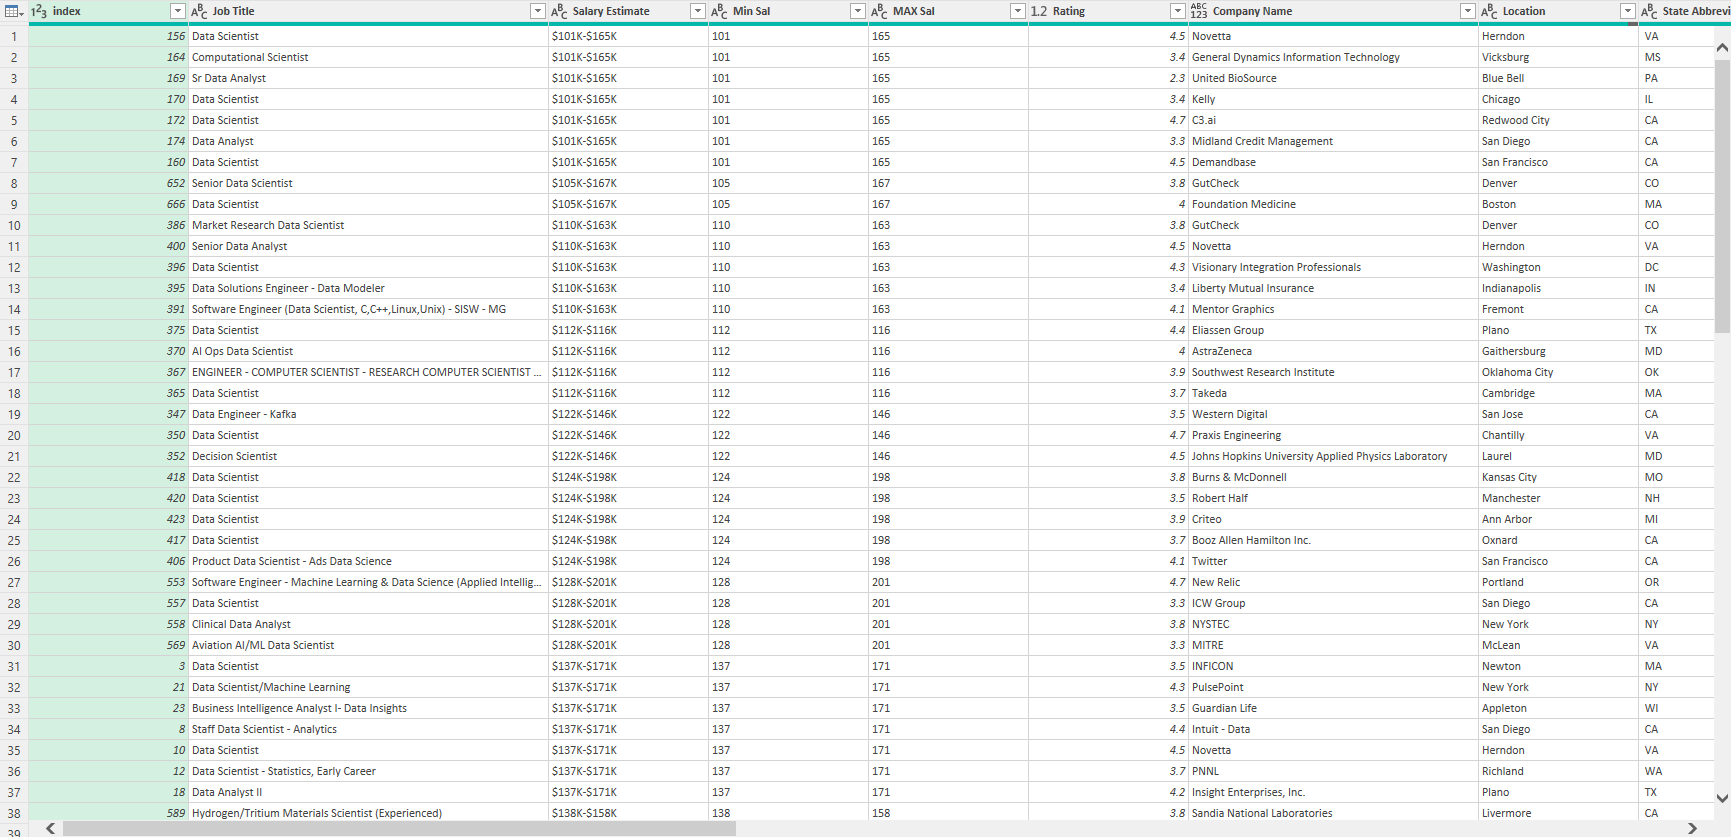 1 2 3 index A B C Job Title A B C Salary Estimate A B C Min Sal A B C MAX Sal 1.2 Rating ABC 123 Company Name A B C Location A B C State Abbrevi
1 156 Data Scientist $101K-$165K 101 165 4.5 Novetta Herndon VA
2 164 Computational Scientist $101K-$165K 101 165 3.4 General Dynamics Information Technology Vicksburg MS
3 169 Sr Data Analyst $101K-$165K 101 165 2.3 United BioSource Blue Bell PA
4 170 Data Scientist $101K-$165K 101 165 3.4 Kelly Chicago IL
5 172 Data Scientist $101K-$165K 101 165 4.7 C3.ai Redwood City CA
6 174 Data Analyst $101K-$165K 101 165 3.3 Midland Credit Management San Diego CA
7 160 Data Scientist $101K-$165K 101 165 4.5 Demandbase San Francisco CA
8 652 Senior Data Scientist $105K-$167K 105 167 3.8 GutCheck Denver CO
9 666 Data Scientist $105K-$167K 105 167 4 Foundation Medicine Boston MA
10 386 Market Research Data Scientist $110K-$163K 110 163 3.8 GutCheck Denver CO
11 400 Senior Data Analyst $110K-$163K 110 163 4.5 Novetta Herndon VA
12 396 Data Scientist $110K-$163K 110 163 4.3 Visionary Integration Professionals Washington DC
13 395 Data Solutions Engineer - Data Modeler $110K-$163K 110 163 3.4 Liberty Mutual Insurance Indianapolis IN
14 391 Software Engineer (Data Scientist, C,C++,Linux,Unix) - SISW - MG $110K-$163K 110 163 4.1 Mentor Graphics Fremont CA
15 375 Data Scientist $112K-$116K 112 116 4.4 Eliassen Group Plano TX
16 370 AI Ops Data Scientist $112K-$116K 112 116 4 AstraZeneca Gaithersburg MD
17 367 ENGINEER - COMPUTER SCIENTIST - RESEARCH COMPUTER SCIENTIST ... $112K-$116K 112 116 3.9 Southwest Research Institute Oklahoma City OK
18 365 Data Scientist $112K-$116K 112 116 3.7 Takeda Cambridge MA
19 347 Data Engineer - Kafka $122K-$146K 122 146 3.5 Western Digital San Jose CA
20 350 Data Scientist $122K-$146K 122 146 4.7 Praxis Engineering Chantilly VA
21 352 Decision Scientist $122K-$146K 122 146 4.5 Johns Hopkins University Applied Physics Laboratory Laurel MD
22 418 Data Scientist $124K-$198K 124 198 3.8 Burns & McDonnell Kansas City MO
23 420 Data Scientist $124K-$198K 124 198 3.5 Robert Half Manchester NH
24 423 Data Scientist $124K-$198K 124 198 3.9 Criteo Ann Arbor MI
25 417 Data Scientist $124K-$198K 124 198 3.7 Booz Allen Hamilton Inc. Oxnard CA
26 406 Product Data Scientist - Ads Data Science $124K-$198K 124 198 4.1 Twitter San Francisco CA
27 553 Software Engineer - Machine Learning & Data Science (Applied Intellig... $128K-$201K 128 201 4.7 New Relic Portland OR
28 557 Data Scientist $128K-$201K 128 201 3.3 ICW Group San Diego CA
29 558 Clinical Data Analyst $128K-$201K 128 201 3.8 NYSTEC New York NY
30 569 Aviation AI/ML Data Scientist $128K-$201K 128 201 3.3 MITRE McLean VA
31 3 Data Scientist $137K-$171K 137 171 3.5 INFICON Newton MA
32 21 Data Scientist/Machine Learning $137K-$171K 137 171 4.3 PulsePoint New York NY
33 23 Business Intelligence Analyst I- Data Insights $137K-$171K 137 171 3.5 Guardian Life Appleton WI
34 8 Staff Data Scientist - Analytics $137K-$171K 137 171 4.4 Intuit - Data San Diego CA
35 10 Data Scientist $137K-$171K 137 171 4.5 Novetta Herndon VA
36 12 Data Scientist - Statistics, Early Career $137K-$171K 137 171 3.7 PNNL Richland WA
37 18 Data Analyst II $137K-$171K 137 171 4.2 Insight Enterprises, Inc. Plano TX
38 589 Hydrogen/Tritium Materials Scientist (Experienced) $138K-$158K 138 158 3.8 Sandia National Laboratories Livermore CA
39